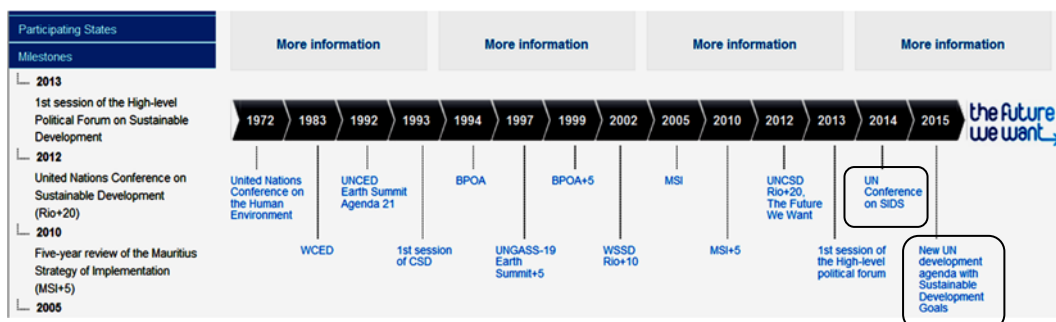 Participating States
Milestones
2013
1st session of the High-level
Political Forum on Sustainable
Development
2012
United Nations Conference on
Sustainable Development
(Rio+20)
2010
Five-year review of the Mauritius
Strategy of Implementation
(MSI+5)
2005
More information
More information
More information
More information
1972
1983
1992
1993
1994
1997
1999
2002
2005
2010
2012
2013
2014
2015
the future
we want
United Nations
Conference on
the Human
Environment
WCED
UNCED
Earth Summit
Agenda 21
1st session
of CSD
BPOA
UNGASS-19
Earth
Summit+5
BPOA+5
WSSD
Rio+10
MSI
MSI+5
UNCSD
Rio+20,
The Future
We Want
1st session of
the High-level
political forum
UN
Conference
on SIDS
New UN
development
agenda with
Sustainable
Development
Goals